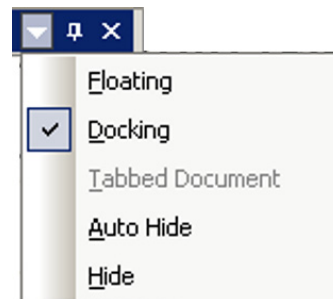 Floating
Docking
Tabbed Document
Auto Hide
Hide